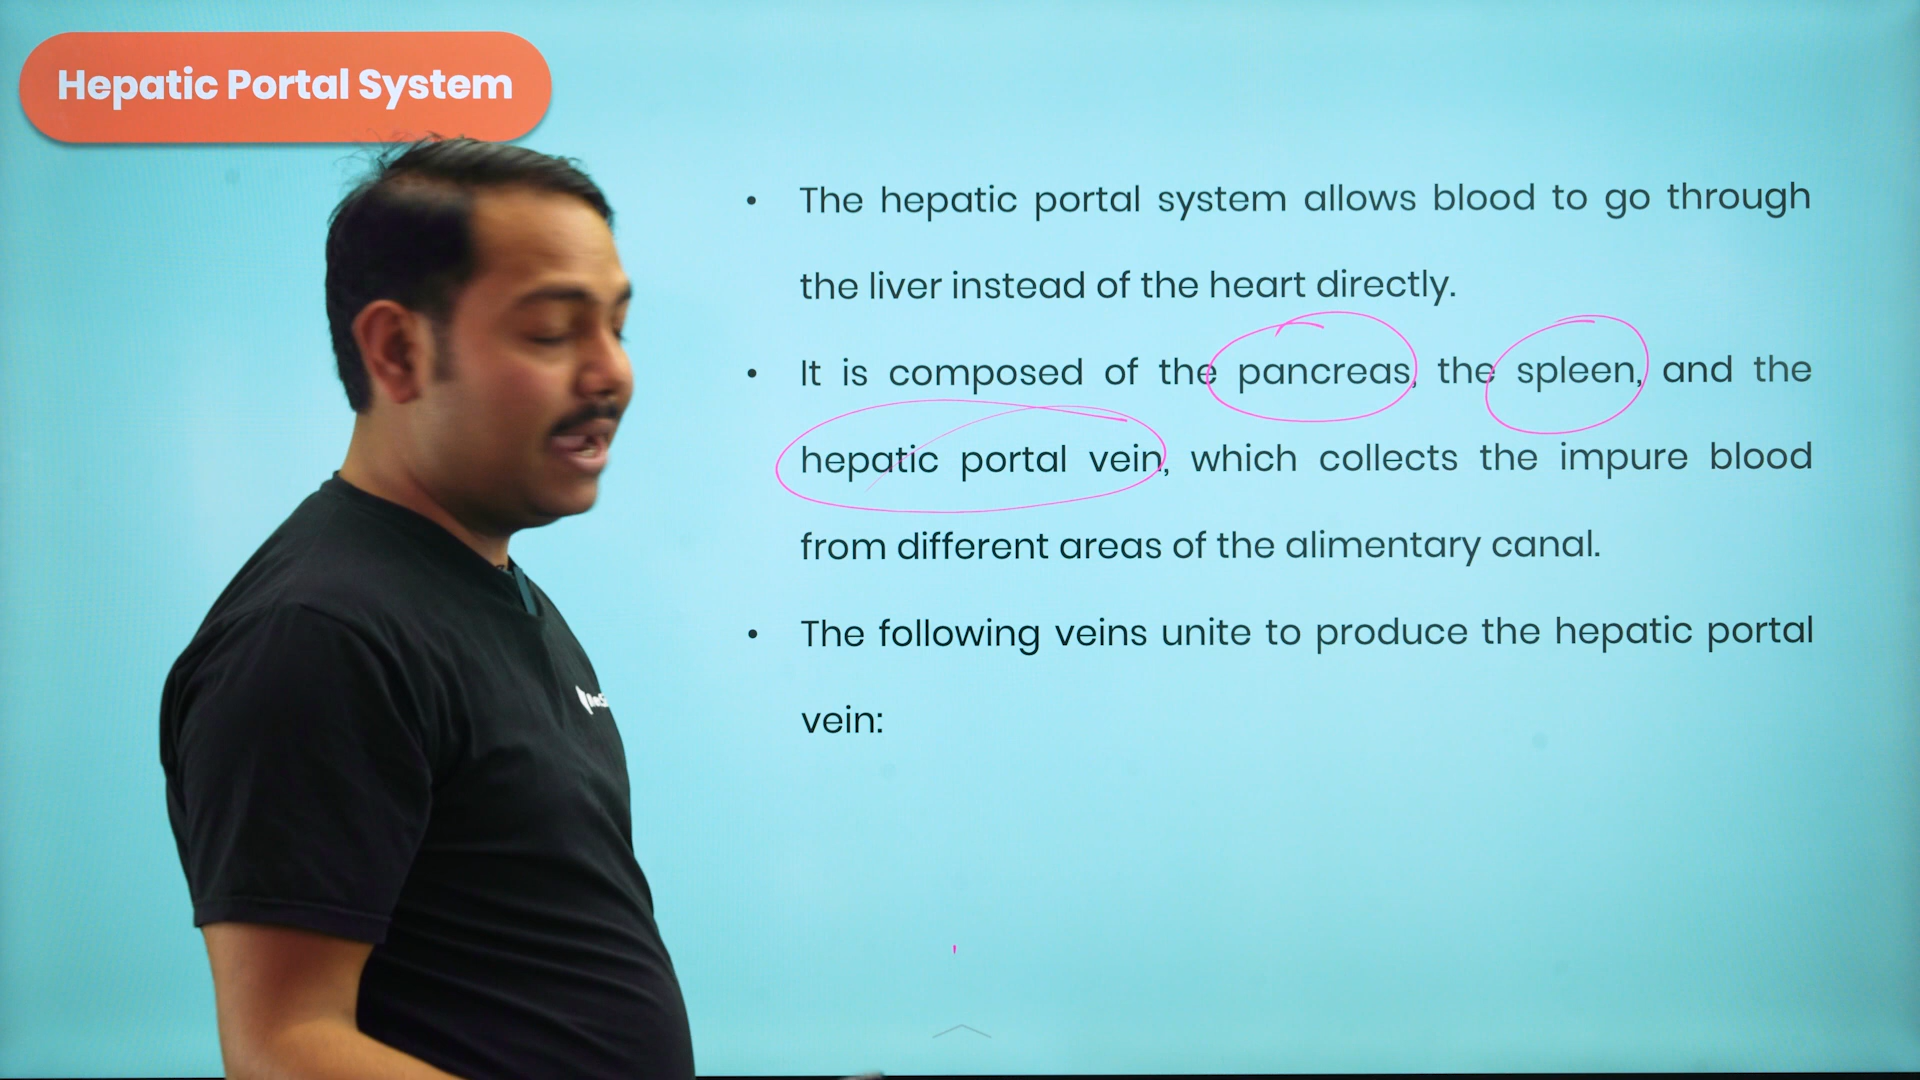 Hepatic Portal System
• The hepatic portal system allows blood to go through
the liver instead of the heart directly.
• It is composed of the pancreas, the spleen, and the
hepatic portal vein, which collects the impure blood
from different areas of the alimentary canal.
• The following veins unite to produce the hepatic portal
vein: